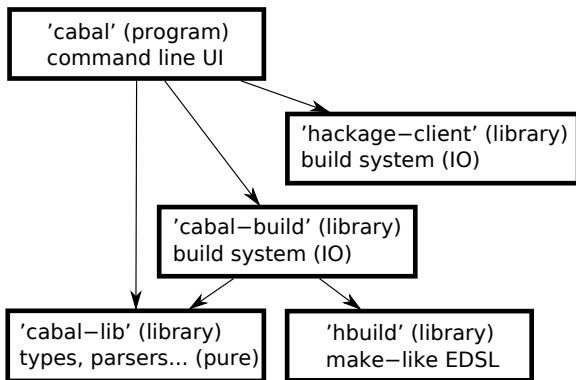 ’cabal’ (program)
command line UI
’hackage−client’ (library)
build system (IO)
’cabal−build’ (library)
build system (IO)
’cabal−lib’ (library)
types, parsers... (pure)
’hbuild’ (library)
make−like EDSL